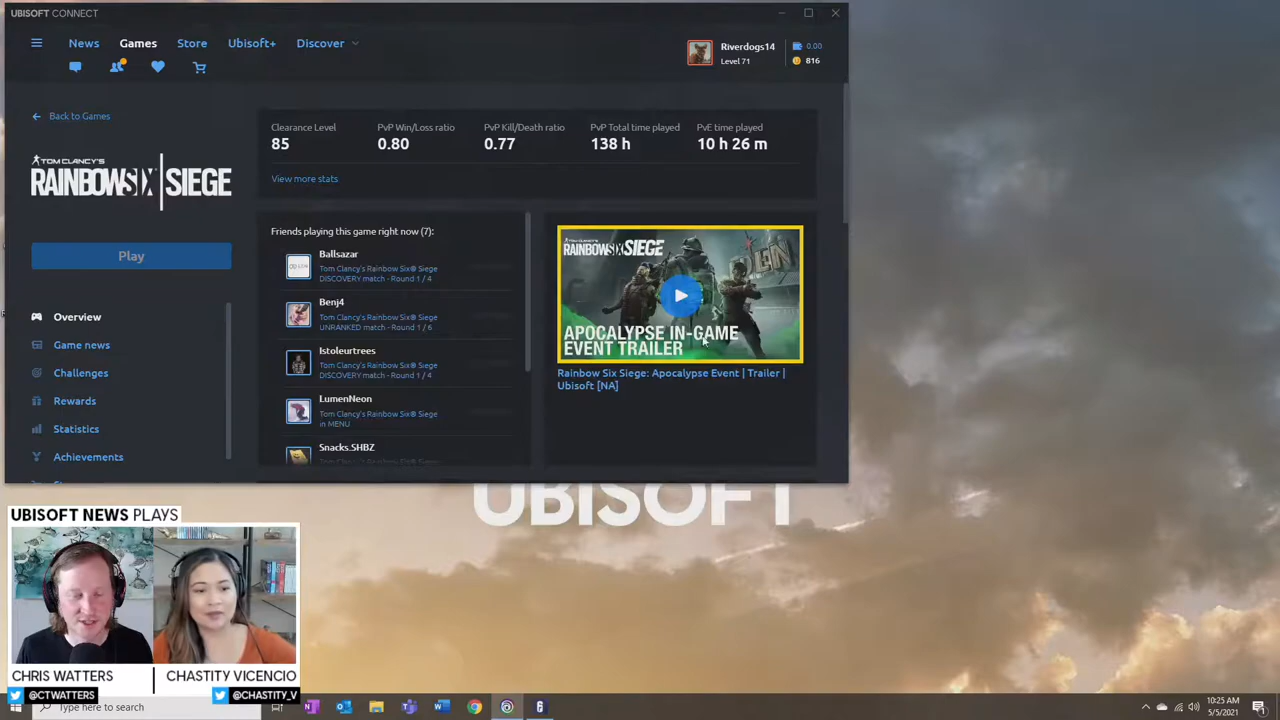 UBISOFT CONNECT
News Games Store Ubisoft+ Discover
Riverdogs14
Level 71
0.00
816
Back to Games
TOM CLANCY'S
RAINBOWSIX SIEGE
Play
Overview
Game news
Challenges
Rewards
Statistics
Achievements
Clearance Level
85
PvP Win/Loss ratio
0.80
PvP Kill/Death ratio
0.77
PvP Total time played
138 h
PvE time played
10 h 26 m
View more stats
Friends playing this game right now (7):
Ballsazar
Tom Clancy's Rainbow Six® Siege
DISCOVERY match - Round 1 / 4
Benj4
Tom Clancy's Rainbow Six® Siege
UNRANKED match - Round 1 / 6
Istoleurtrees
Tom Clancy's Rainbow Six® Siege
DISCOVERY match - Round 1 / 4
LumenNeon
Tom Clancy's Rainbow Six® Siege
in MENU
Snacks.SHBZ
Tom Clancy's Rainbow Six® Siege
TOM CLANCY'S
RAINBOWSIX SIEGE
APOCALYPSE IN-GAME
EVENT TRAILER
Rainbow Six Siege: Apocalypse Event | Trailer |
Ubisoft [NA]
UBISOFT
UBISOFT NEWS PLAYS
CHRIS WATTERS
@CTWATTERS
CHASTITY VICENCIO
@CHASTITY_V
Type here to search
10:25 AM
5/5/2021